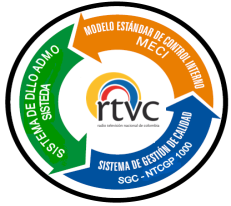 MODELO ESTÁNDAR DE CONTROL INTERNO
MECI
SISTEMA DE DLLO ADMO
SISTEDA
rtvc
radio televisión nacional de colombia
SISTEMA DE GESTIÓN DE CALIDAD
SGC - NTCGP 1000